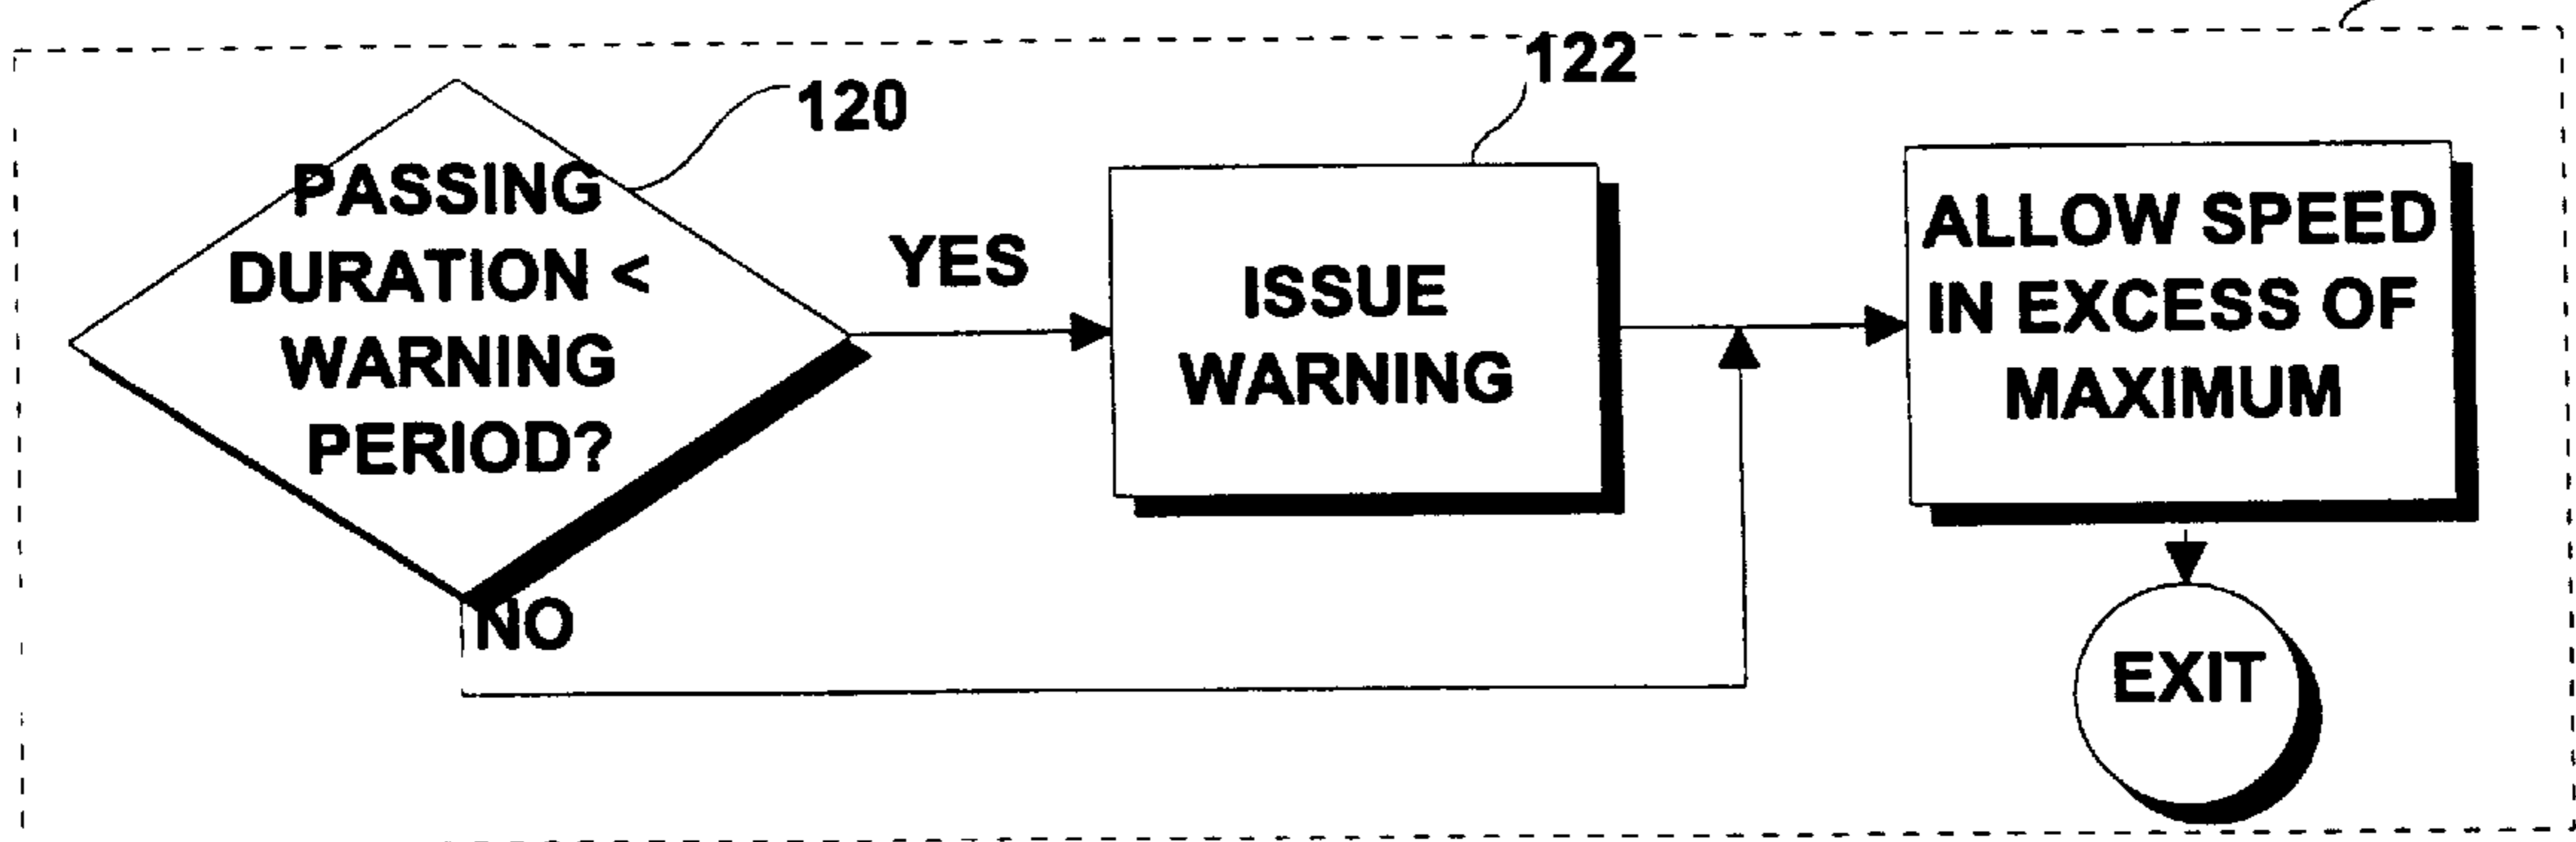 120
PASSING
DURATION <
WARNING
PERIOD?
YES
NO
122
ISSUE
WARNING
ALLOW SPEED
IN EXCESS OF
MAXIMUM
EXIT